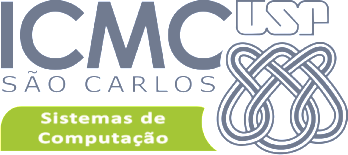 ICMC
USP
SÃO CARLOS
Sistemas de
Computação